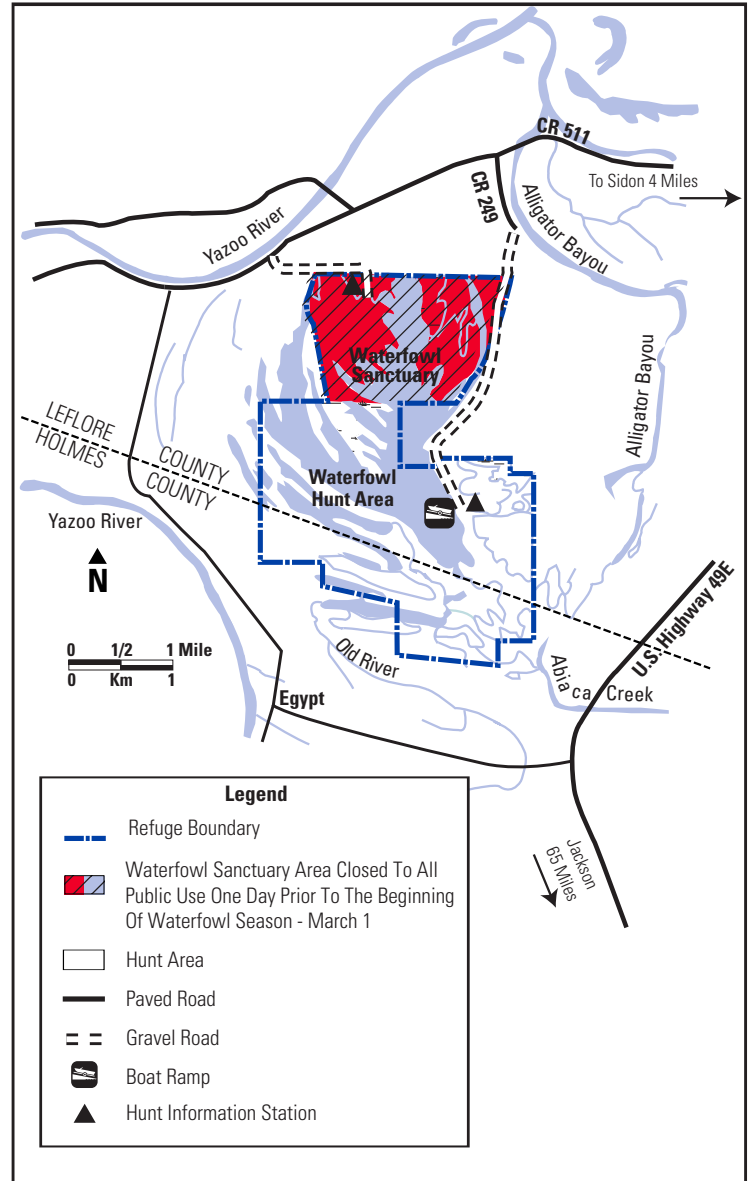 CR 511
To Sidon 4 Miles
CR 249
Alligator Bayou
Yazoo River
Waterfowl
Sanctuary
Alligator Bayou
LEFLORE
COUNTY
HOLMES
COUNTY
Waterfowl
Hunt Area
Yazoo River
N
0 1/2 1 Mile
0 Km 1
U.S. Highway 49E
Old River
Abia ca Creek
Egypt
Jackson
65 Miles
Legend
Refuge Boundary
Waterfowl Sanctuary Area Closed To All
Public Use One Day Prior To The Beginning
Of Waterfowl Season - March 1
Hunt Area
Paved Road
Gravel Road
Boat Ramp
Hunt Information Station